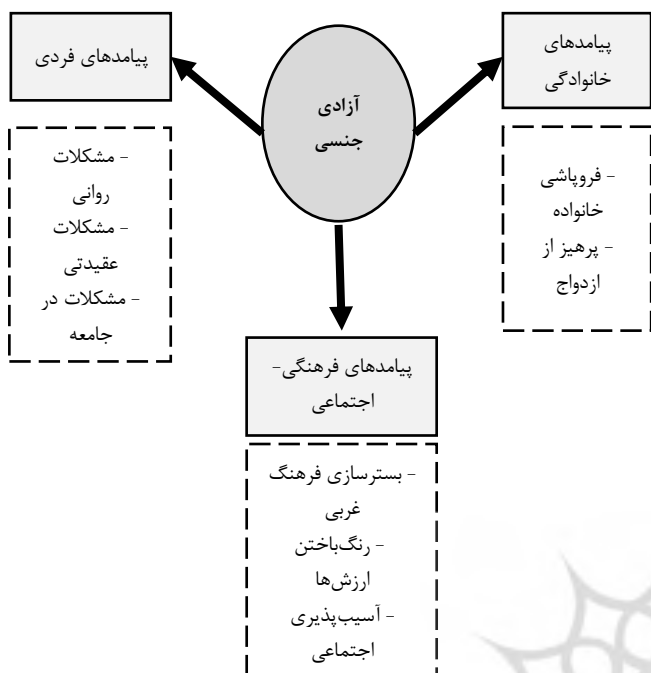 آزادی
جنسی
پیامدهای
خانوادگی
- فروپاشی
خانواده
- پرهیز از
ازدواج
پیامدهای فردی
- مشکلات
روانی
- مشکلات
عقیدتی
- مشکلات در
جامعه
پیامدهای فرهنگی-
اجتماعی
- بسترسازی فرهنگ
غربی
- رنگ‌باختن
ارزش‌ها
- آسیب‌پذیری
اجتماعی